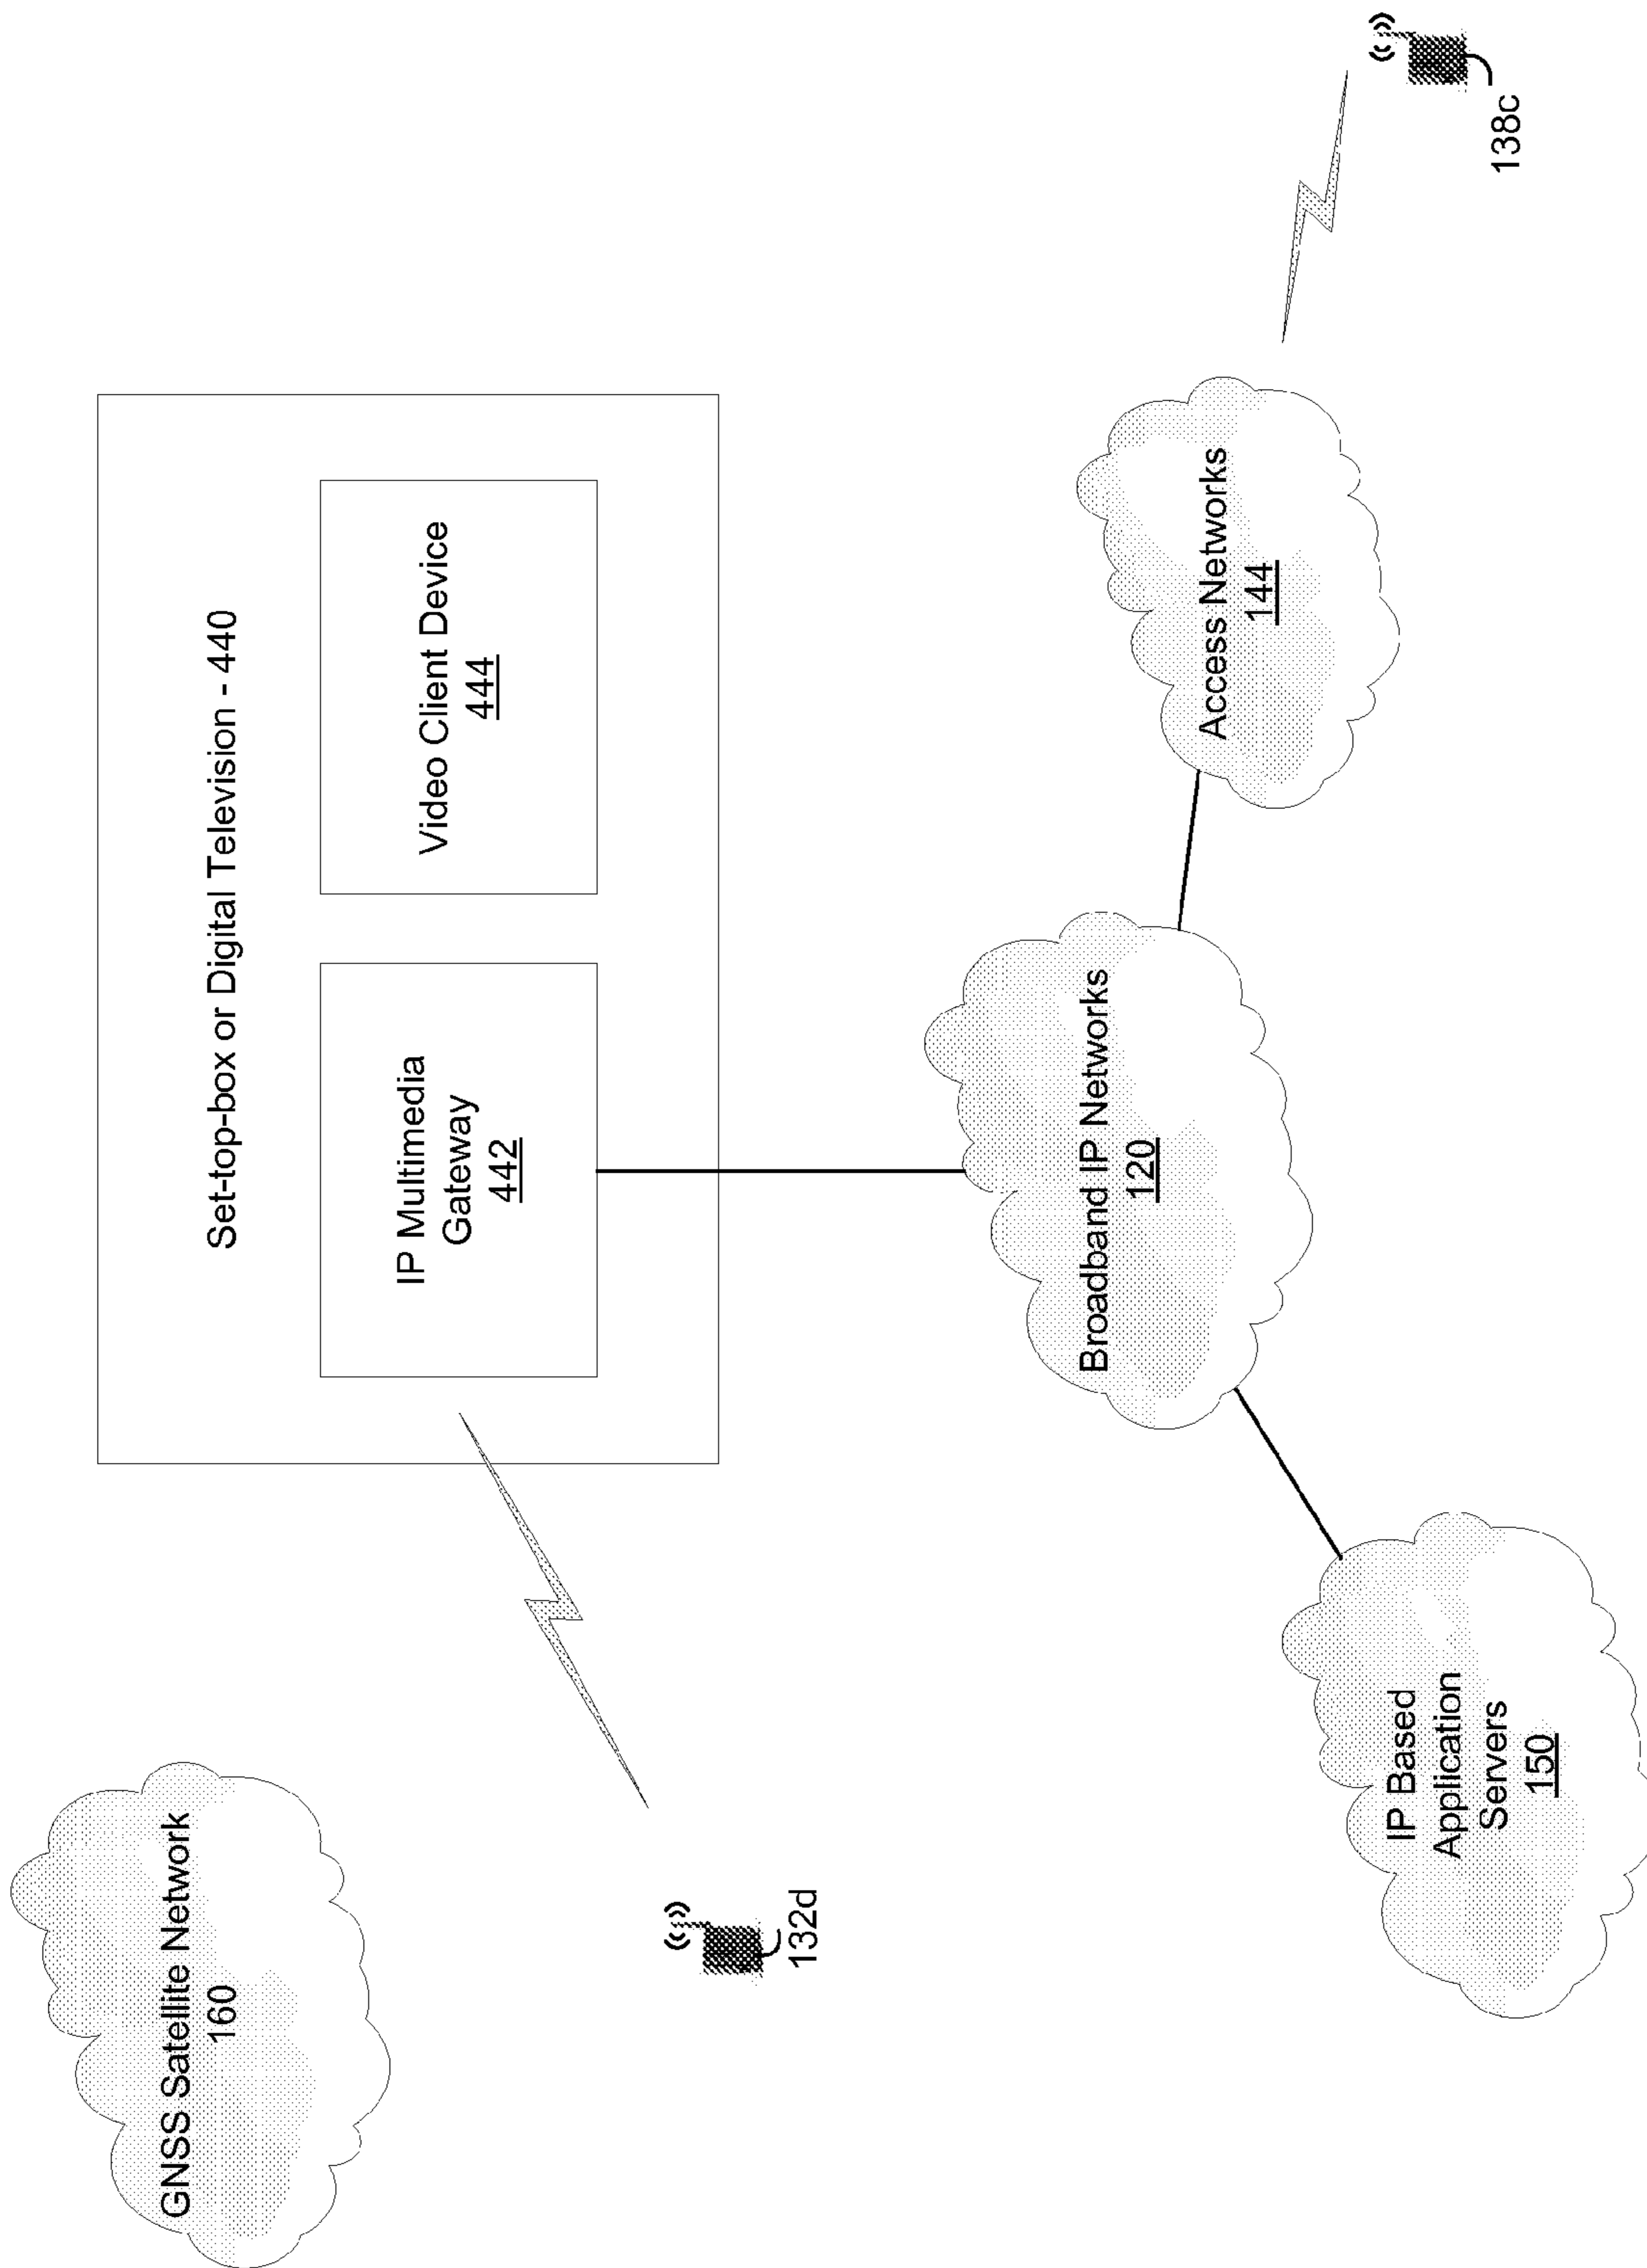 GNSS Satellite Network
160
Set-top-box or Digital Television - 440
IP Multimedia
Gateway
442
Video Client Device
444
132d
Broadband IP Networks
120
Access Networks
144
IP Based
Application
Servers
150
138c